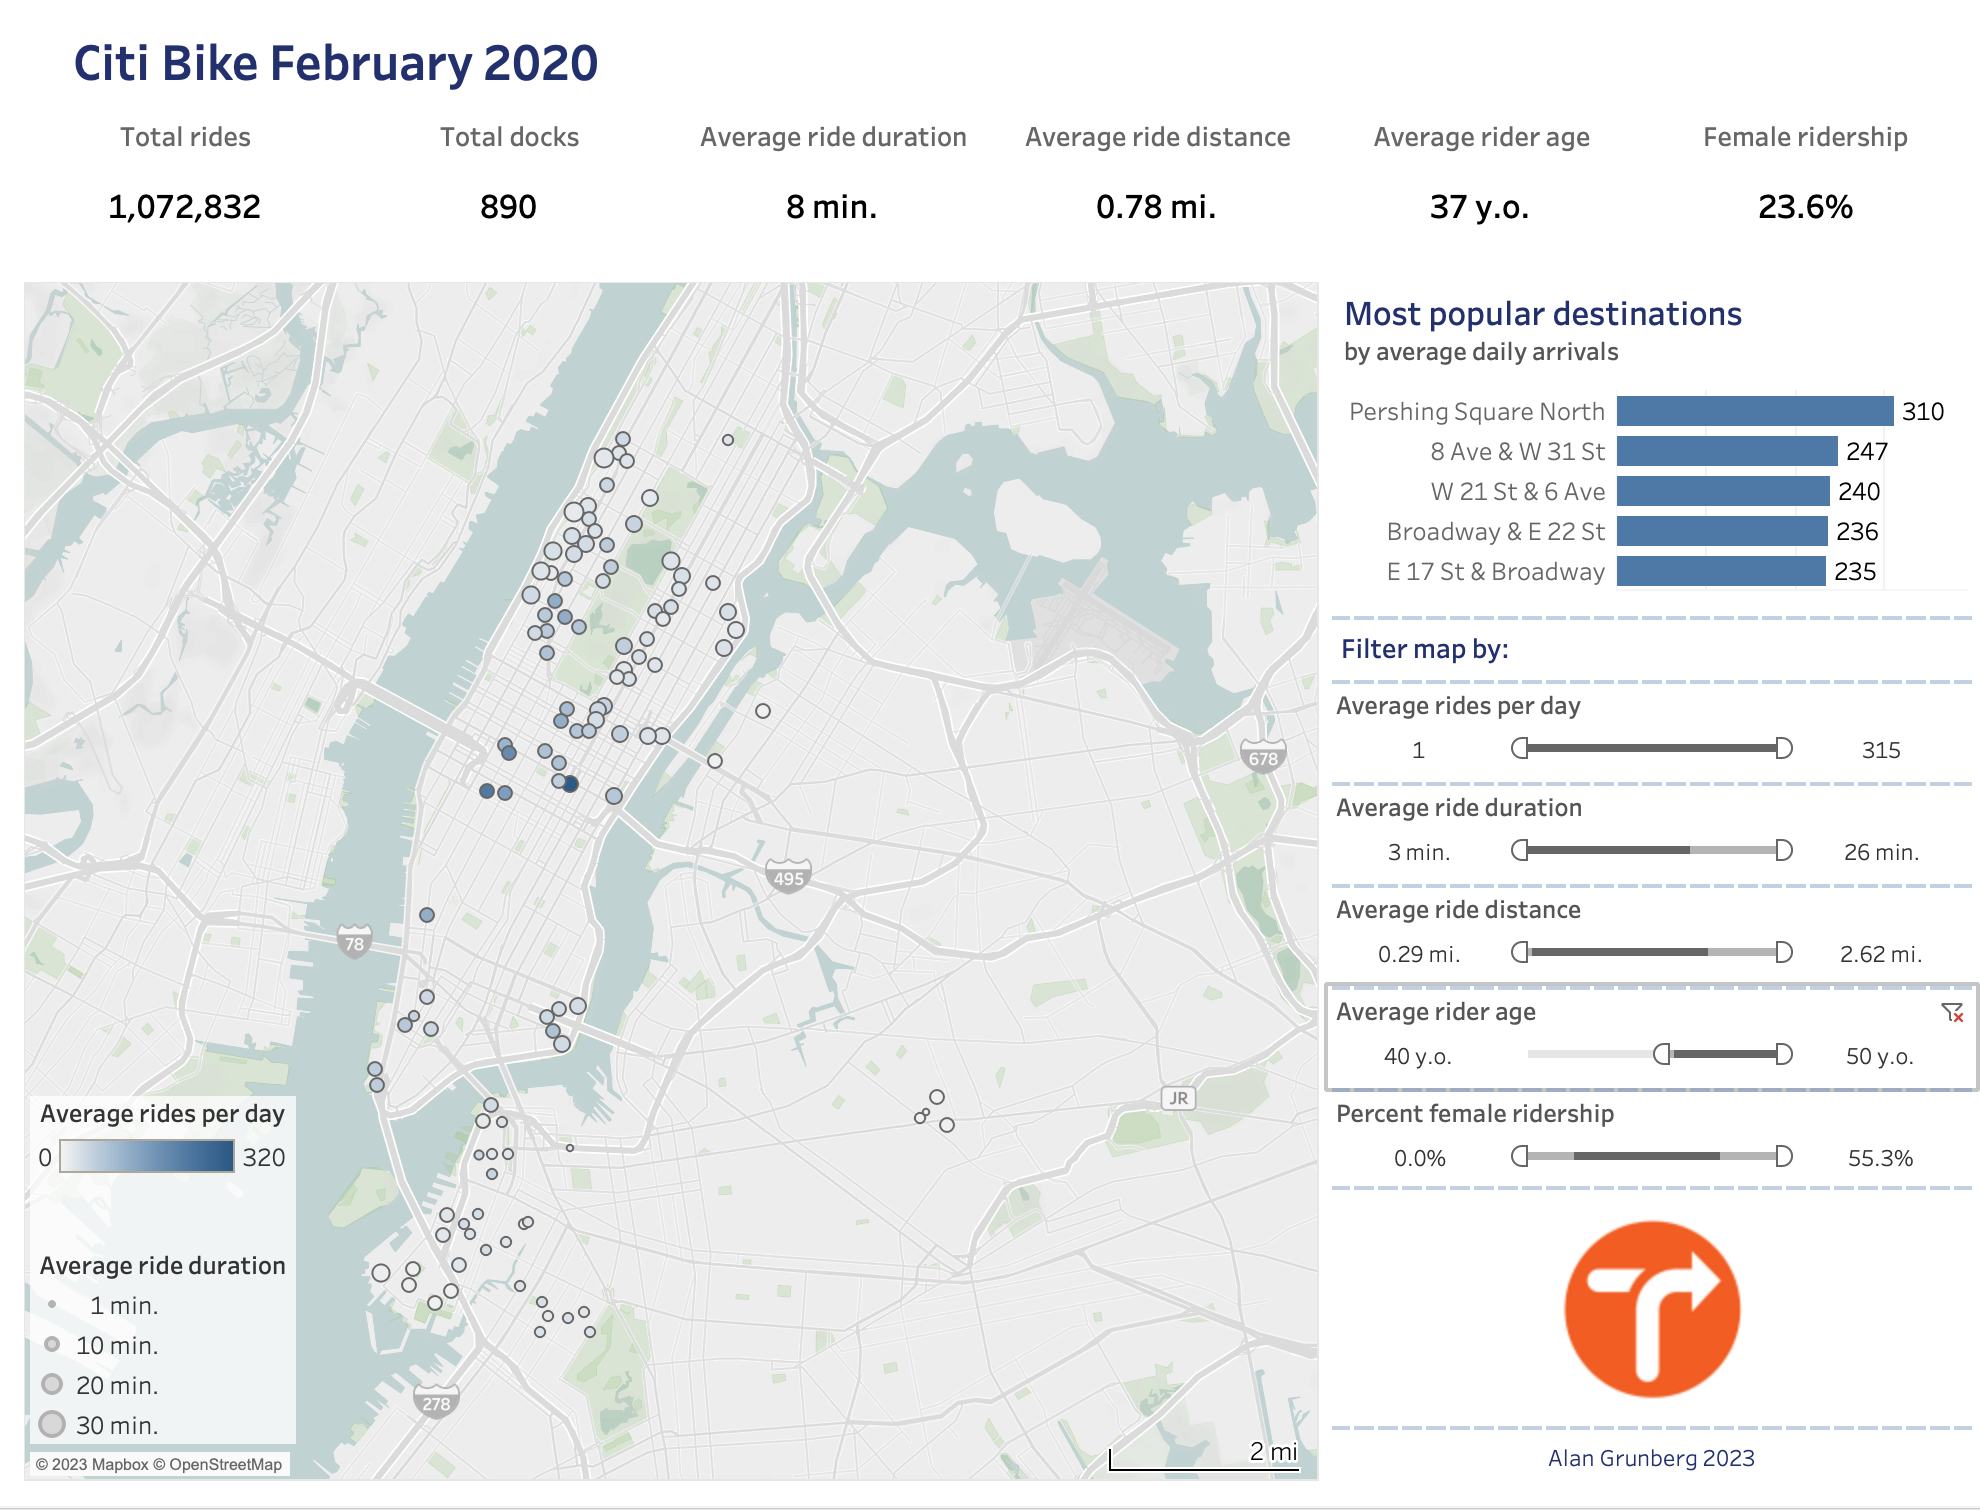 Citi Bike February 2020
Total rides
Total docks
Average ride duration
Average ride distance
Average rider age
Female ridership
1,072,832
890
8 min.
0.78 mi.
37 y.o.
23.6%
Most popular destinations
by average daily arrivals
Pershing Square North 310
8 Ave & W 31 St 247
W 21 St & 6 Ave 240
Broadway & E 22 St 236
E 17 St & Broadway 235
Filter map by:
Average rides per day
1 315
Average ride duration
3 min. 26 min.
Average ride distance
0.29 mi. 2.62 mi.
Average rider age
40 y.o. 50 y.o.
Percent female ridership
0.0% 55.3%
Alan Grunberg 2023
678
495
78
JR
278
Average rides per day
0 320
Average ride duration
1 min.
10 min.
20 min.
30 min.
© 2023 Mapbox © OpenStreetMap
2 mi